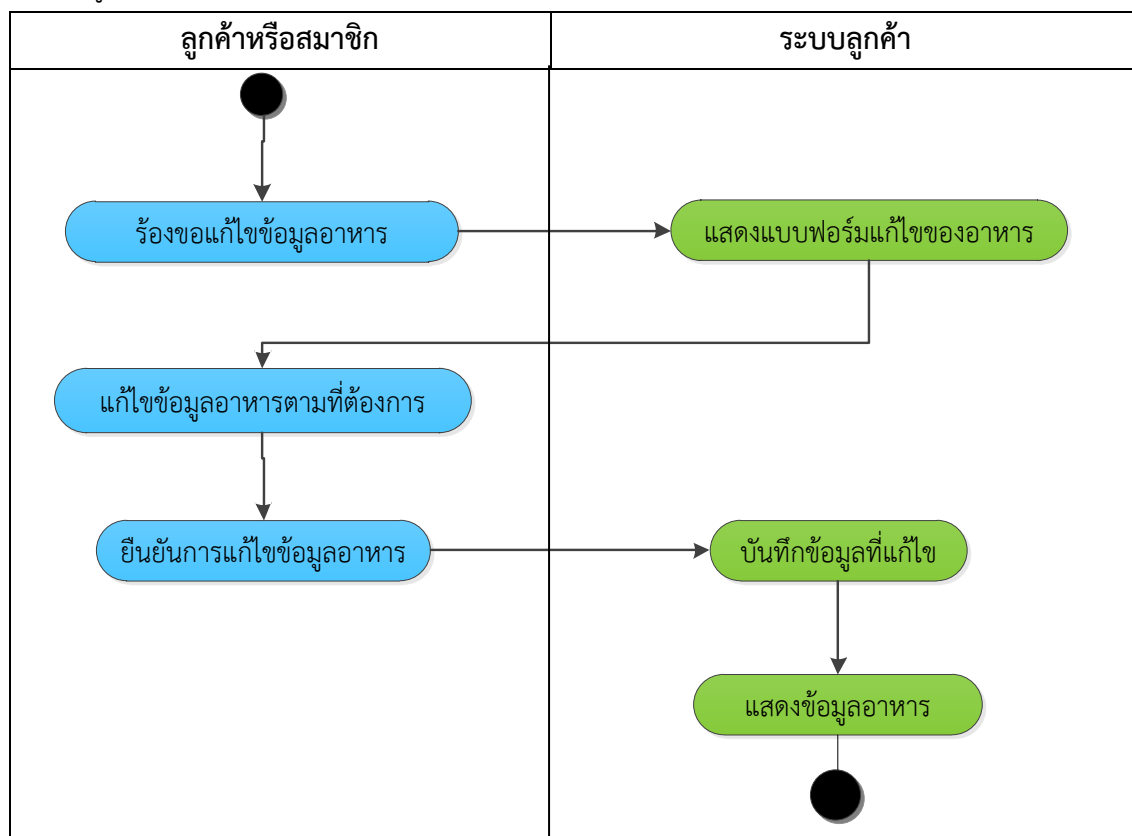 ลูกค้าหรือสมาชิก
ระบบลูกค้า
ร้องขอแก้ไขข้อมูลอาหาร
แสดงแบบฟอร์มแก้ไขของอาหาร
แก้ไขข้อมูลอาหารตามที่ต้องการ
ยืนยันการแก้ไขข้อมูลอาหาร
บันทึกข้อมูลที่แก้ไข
แสดงข้อมูลอาหาร